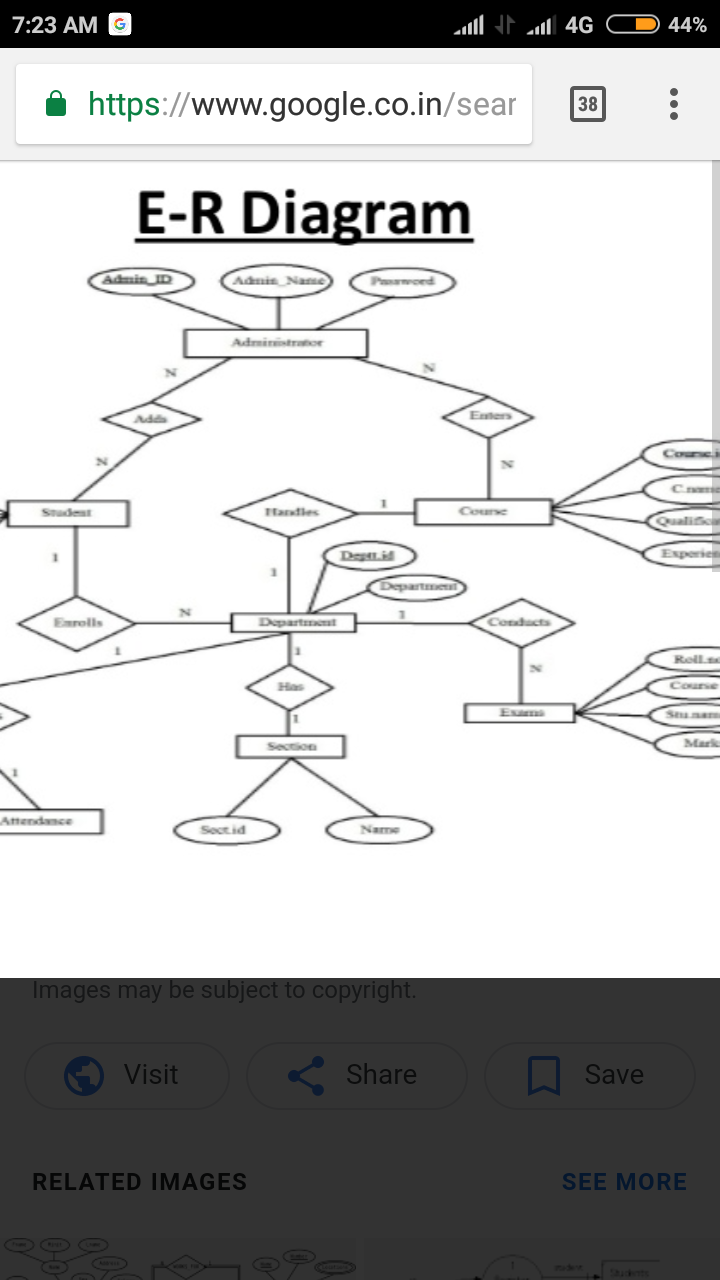 7:23 AM G 4G 44%
https://www.google.co.in/sear 38
E-R Diagram
Admin_ID Admin_Name Password
Administrator
N N
Adds Enters
N N
Course.i
C.nam
Student Handles 1 Course
Qualifica
Experien
1 1 Deptt.id
Department
Enrolls N Department 1 Conducts
1 1 N
Roll.no
Has Course
Exams Stu.nam
1 Mark
Section
1
Attendance Sect.id Name
Images may be subject to copyright.
Visit Share Save
RELATED IMAGES SEE MORE